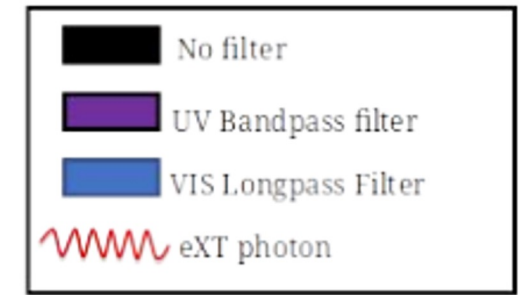 No filter
UV Bandpass filter
VIS Longpass Filter
eXT photon